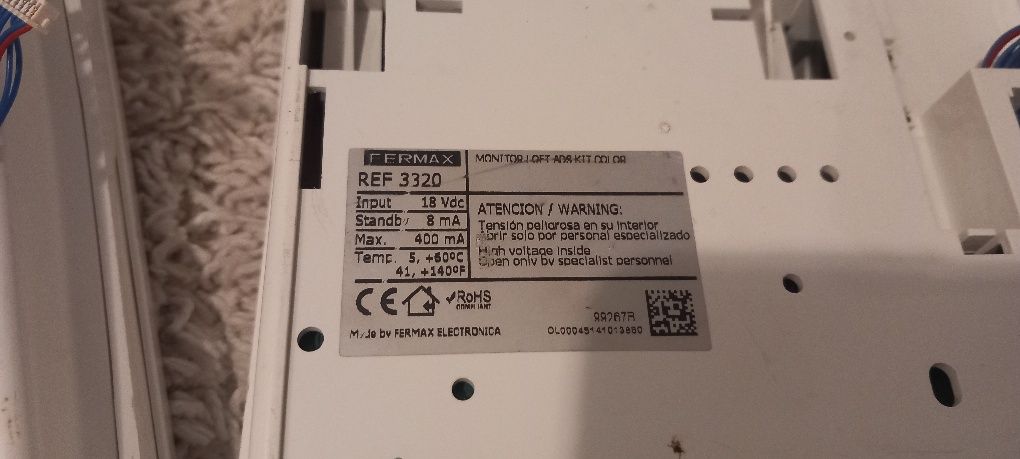 FERMAX
MONITOR LOFT ADS KIT COLOR
REF 3320
Input 18 Vdc
Standby 8 mA
Max. 400 mA
Temp. 5, +60ºC
41, +140ºF
ATENCION / WARNING:
Tensión peligrosa en su interior
Abrir solo por personal especializado
High voltage inside
Open only by specialist personnel
CE
RoHS
COMPLIANT
Made by FERMAX ELECTRONICA
99267B